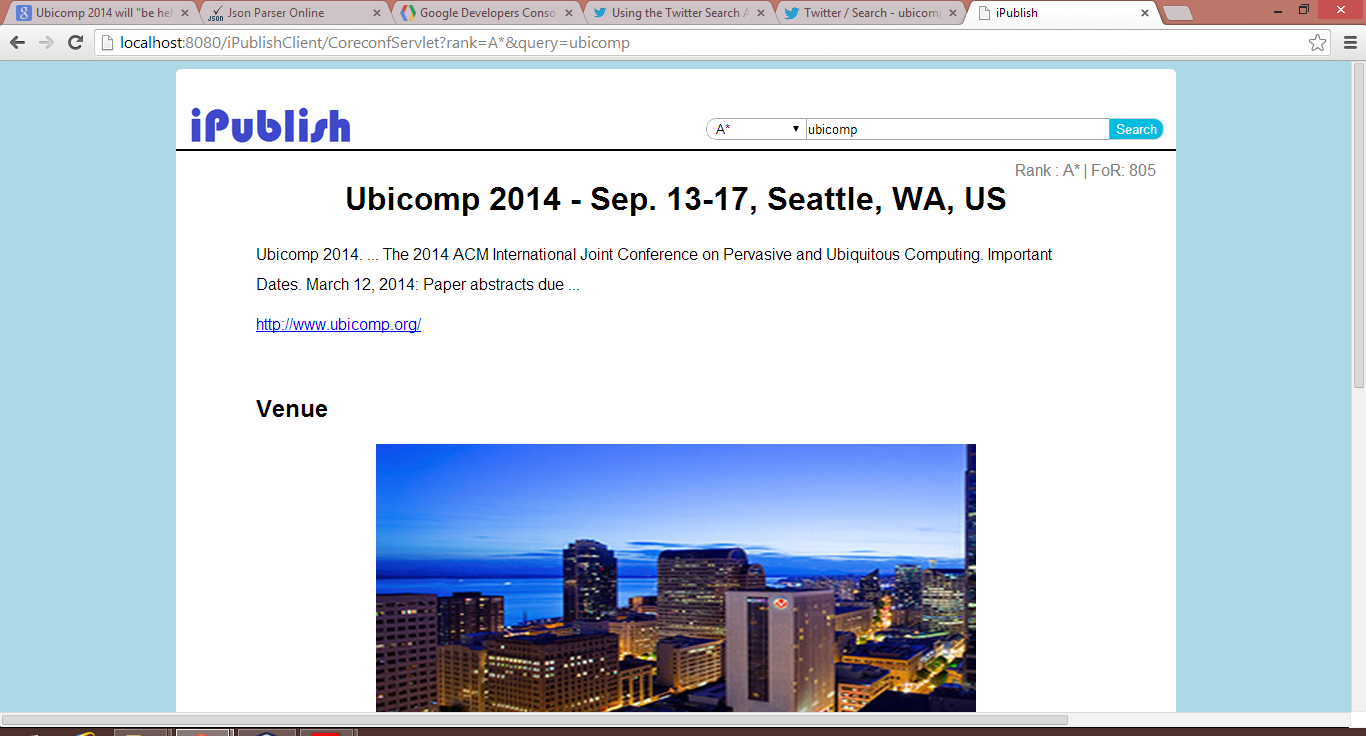 Ubicomp 2014 will "be hel
Json Parser Online
Google Developers Conso
Using the Twitter Search A
Twitter / Search - ubicomp
iPublish
localhost:8080/iPublishClient/CoreconfServlet?rank=A*&query=ubicomp
iPublish
A*
ubicomp
Search
Rank : A* | FoR: 805
Ubicomp 2014 - Sep. 13-17, Seattle, WA, US
Ubicomp 2014. ... The 2014 ACM International Joint Conference on Pervasive and Ubiquitous Computing. Important
Dates. March 12, 2014: Paper abstracts due ...
http://www.ubicomp.org/
Venue